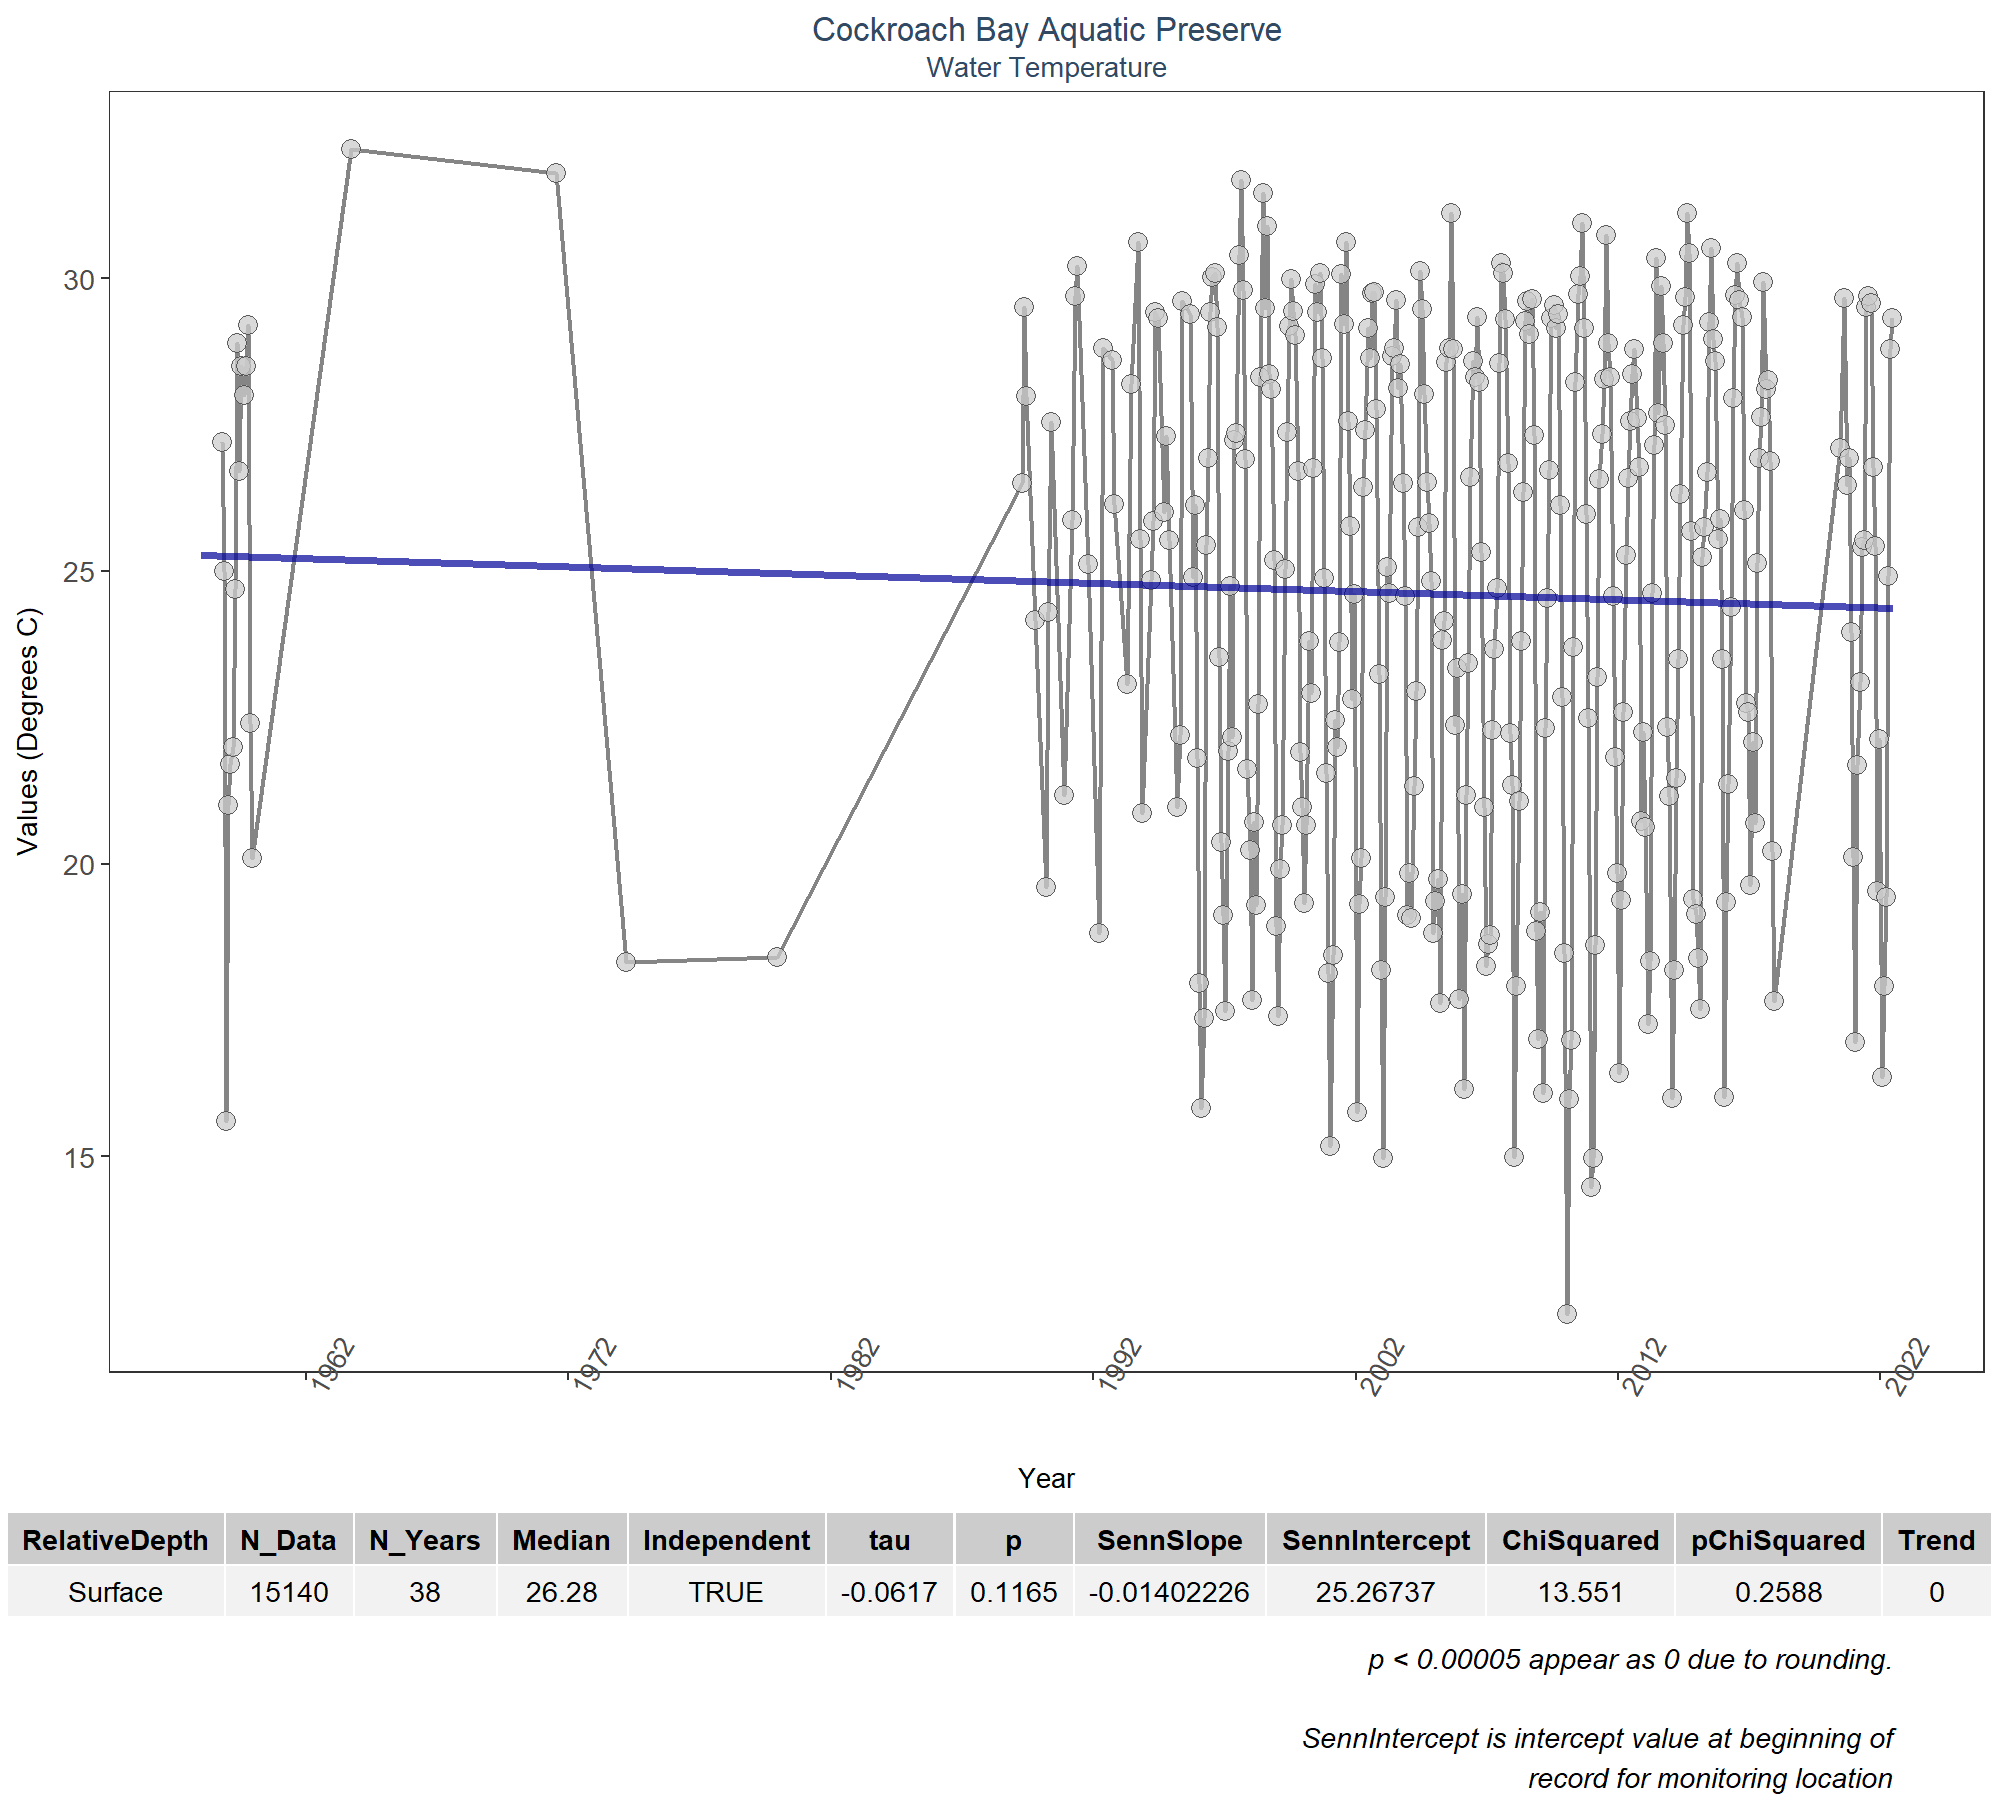 Cockroach Bay Aquatic Preserve
Water Temperature
Values (Degrees C)
30
25
20
15
1962
1972
1982
1992
2002
2012
2022
Year
RelativeDepth N_Data N_Years Median Independent tau p SennSlope SennIntercept ChiSquared pChiSquared Trend
Surface 15140 38 26.28 TRUE -0.0617 0.1165 -0.01402226 25.26737 13.551 0.2588 0
p < 0.00005 appear as 0 due to rounding.
SennIntercept is intercept value at beginning of
record for monitoring location